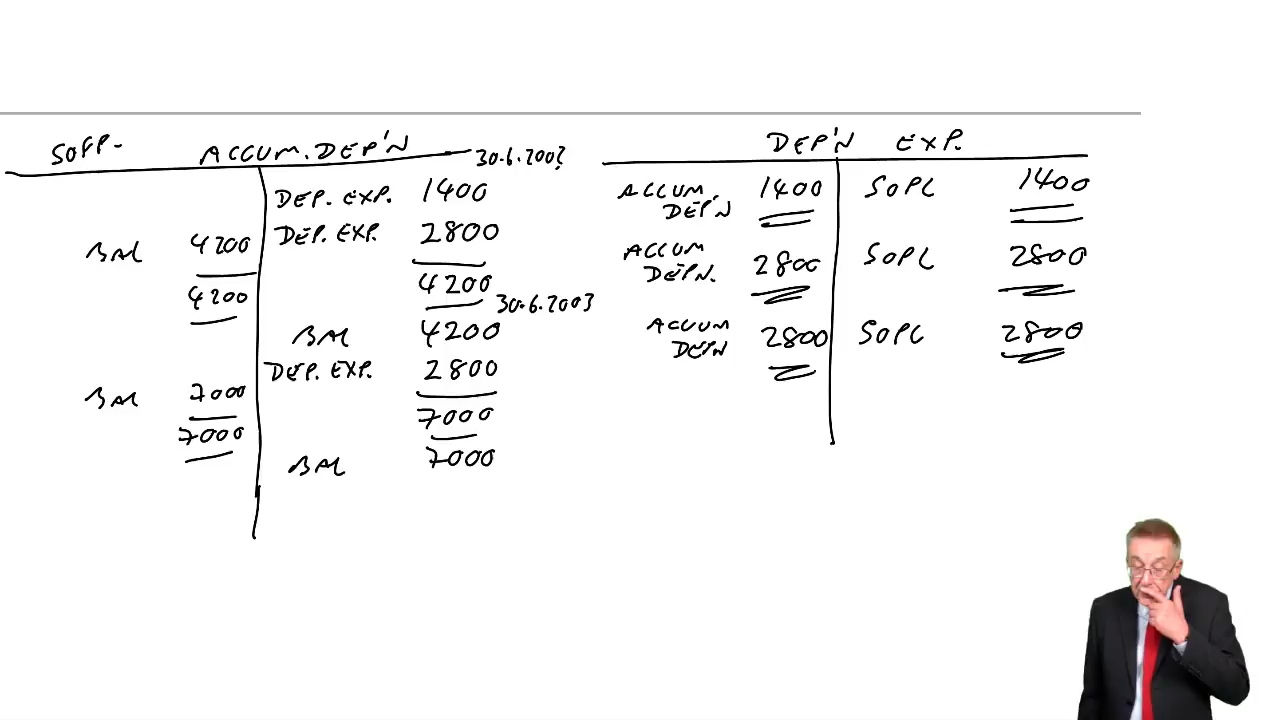 SOFP- ACCUM. DEP'N
30.6.2002
DEP. EXP. 1400
DEP. EXP. 2800
BAL 4200
4200 4200
30.6.2003
BAL 4200
DEP. EXP. 2800
BAL 7000
7000 7000
BAL 7000
DEP'N EXP.
ACCUM 1400 SOPL 1400
DEP'N
ACCUM 2800 SOPL 2800
DEP'N.
ACCUM 2800 SOPL 2800
DEP'N